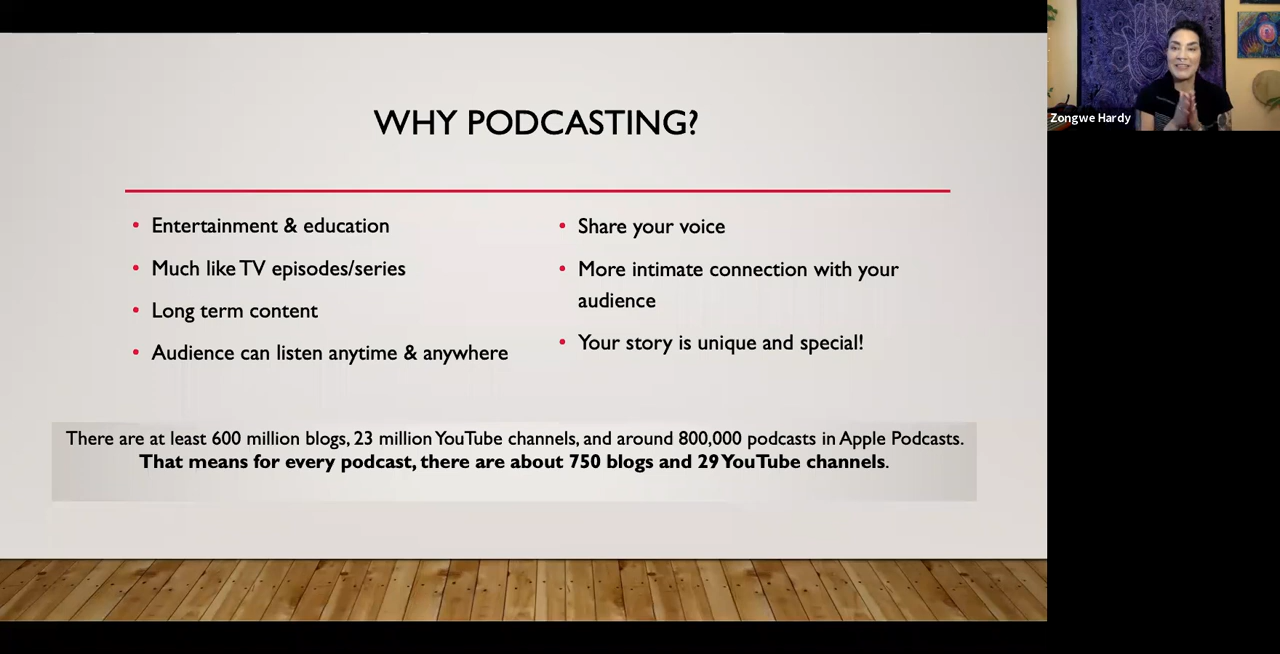 WHY PODCASTING?
• Entertainment & education
• Much like TV episodes/series
• Long term content
• Audience can listen anytime & anywhere
• Share your voice
• More intimate connection with your
audience
• Your story is unique and special!
There are at least 600 million blogs, 23 million YouTube channels, and around 800,000 podcasts in Apple Podcasts.
That means for every podcast, there are about 750 blogs and 29 YouTube channels.
Zongwe Hardy